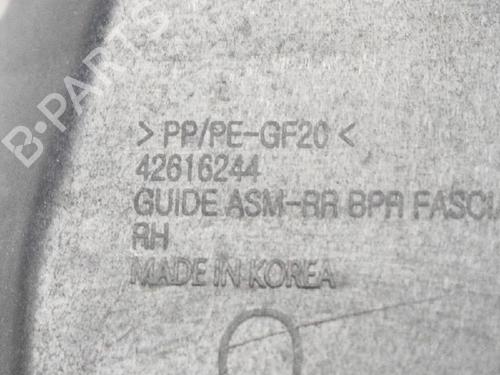 B-PARTS
> PP/PE-GF20 <
42616244
GUIDE ASM-RR BPR FASCI
RH
MADE IN KOREA